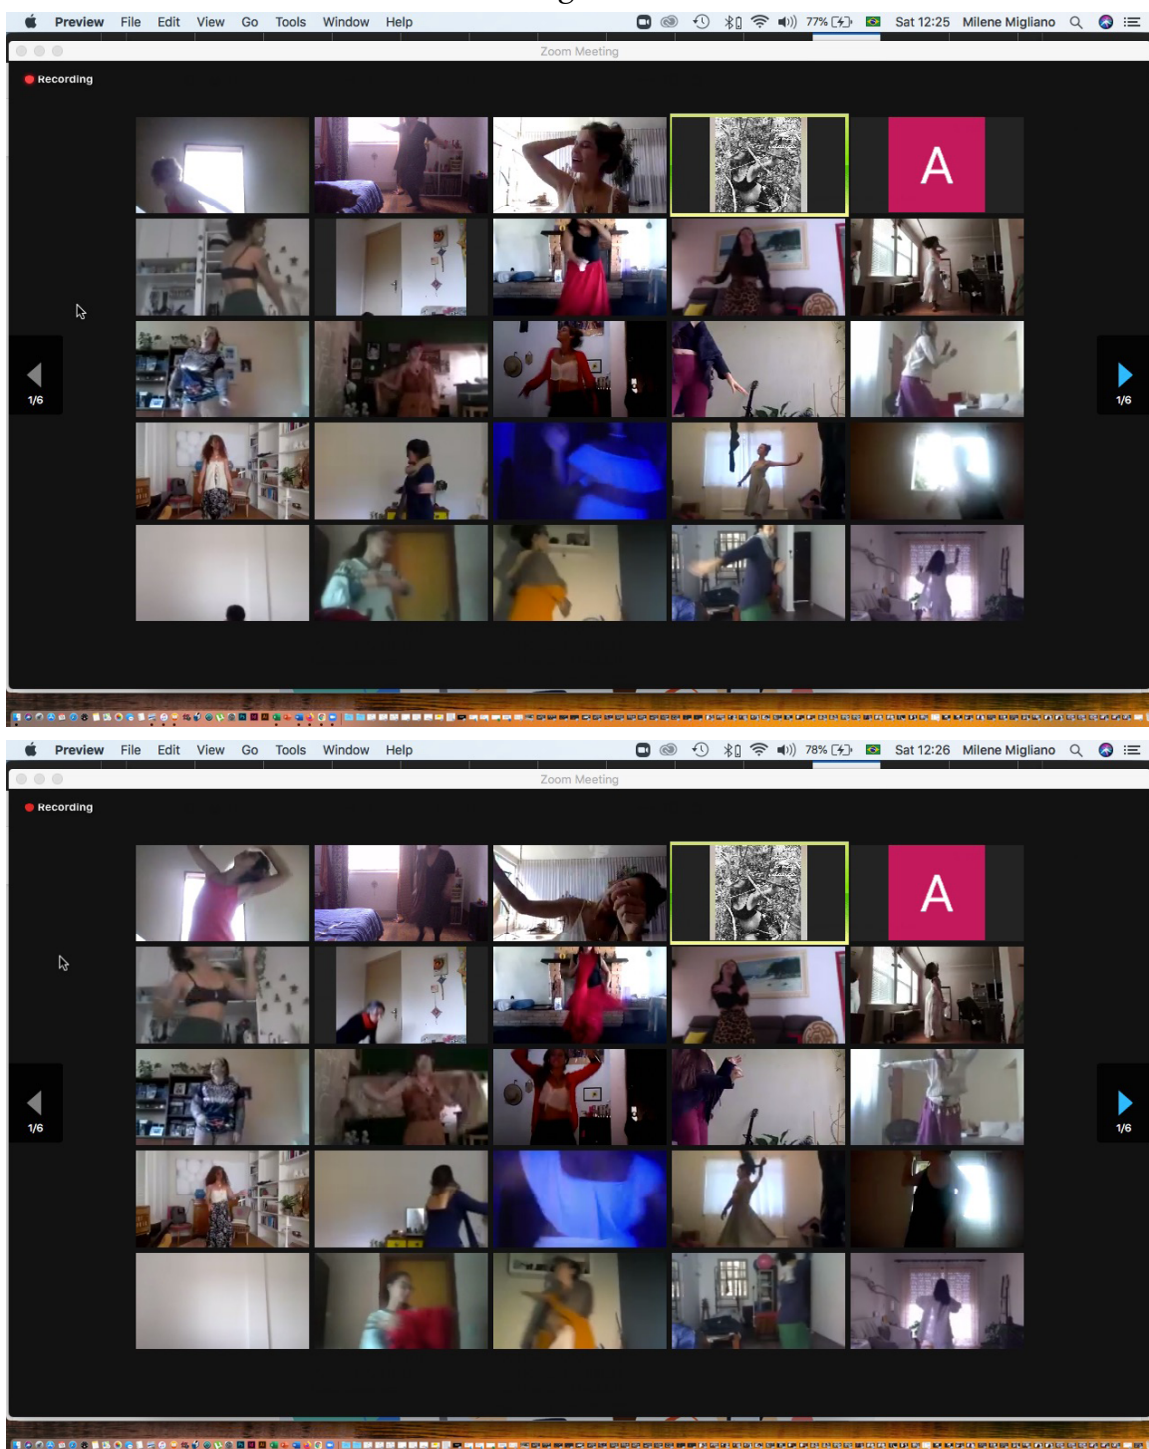 Preview File Edit View Go Tools Window Help 77% Sat 12:25 Milene Migliano
Zoom Meeting
Recording
A
1/6 1/6
Preview File Edit View Go Tools Window Help 78% Sat 12:26 Milene Migliano
Zoom Meeting
Recording
A
1/6 1/6